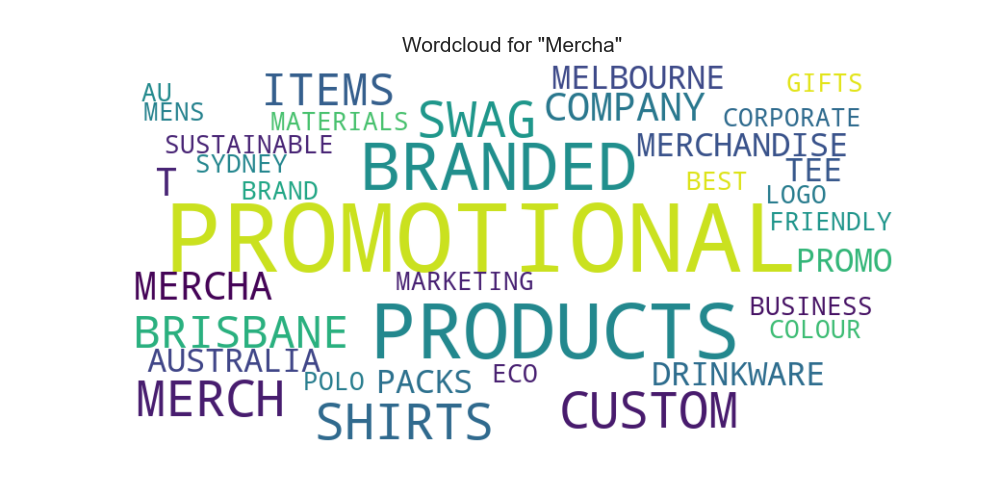 Wordcloud for "Mercha"
AU
ITEMS
MELBOURNE
GIFTS
MENS
MATERIALS
SWAG
COMPANY
CORPORATE
SUSTAINABLE
BRANDED
MERCHANDISE
SYDNEY
T
BRAND
BEST
TEE
LOGO
PROMOTIONAL
FRIENDLY
PROMO
MERCHA
MARKETING
PRODUCTS
BUSINESS
BRISBANE
COLOUR
AUSTRALIA
POLO
PACKS
ECO
DRINKWARE
MERCH
SHIRTS
CUSTOM